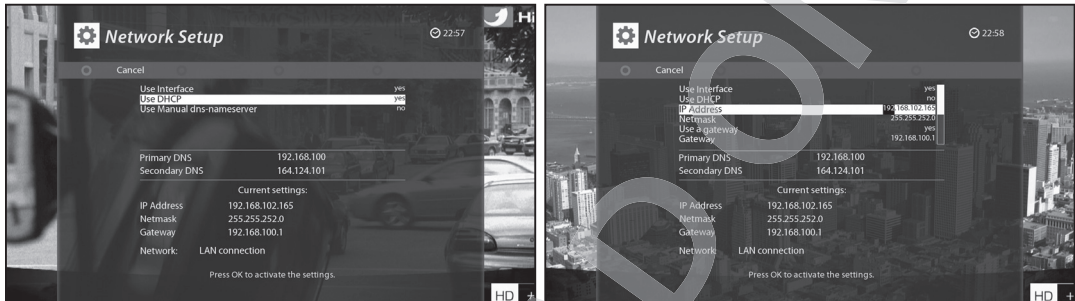 Network Setup
22:57
Hi
Cancel
Use Interface yes
Use DHCP yes
Use Manual dns-nameserver no
Primary DNS 192.168.100
Secondary DNS 164.124.101
Current settings:
IP Address 192.168.102.165
Netmask 255.255.252.0
Gateway 192.168.100.1
Network: LAN connection
Press OK to activate the settings.
HD +
Network Setup
22:58
Cancel
Use Interface yes
Use DHCP no
IP Address 192.168.102.165
Netmask 255.255.252.0
Use a gateway yes
Gateway 192.168.100.1
Primary DNS 192.168.100
Secondary DNS 164.124.101
Current settings:
IP Address 192.168.102.165
Netmask 255.255.252.0
Gateway 192.168.100.1
Network: LAN connection
Press OK to activate the settings.
HD +